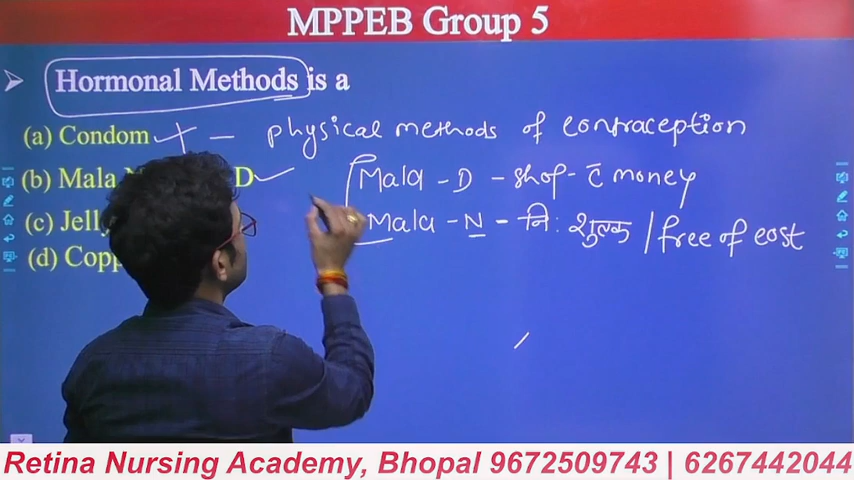 MPPEB Group 5
Hormonal Methods is a
(a) Condom - physical methods of contraception
(b) Mala D
Mala - D - shop - c̄ money
(c) Jell
Mala - N - नि: शुल्क / free of cost
(d) Copp
Retina Nursing Academy, Bhopal 9672509743 | 6267442044